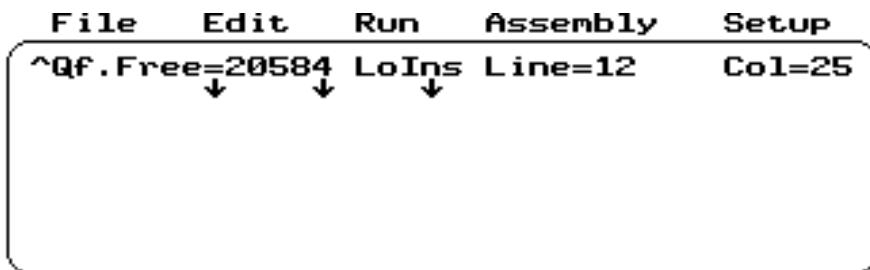 File Edit Run Assembly Setup
^Qf.Free=20584 LoIns Line=12 Col=25
↓ ↓ ↓